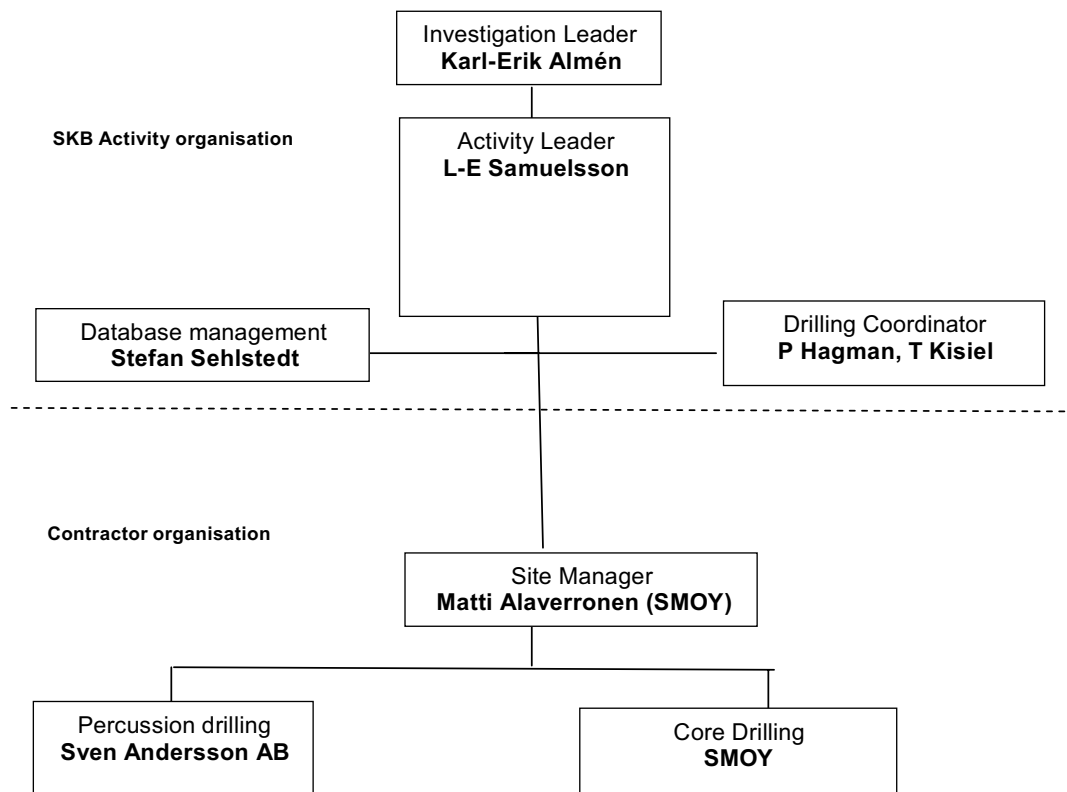 Investigation Leader
Karl-Erik Almén
SKB Activity organisation
Activity Leader
L-E Samuelsson
Database management
Stefan Sehlstedt
Drilling Coordinator
P Hagman, T Kisiel
Contractor organisation
Site Manager
Matti Alaverronen (SMOY)
Percussion drilling
Sven Andersson AB
Core Drilling
SMOY